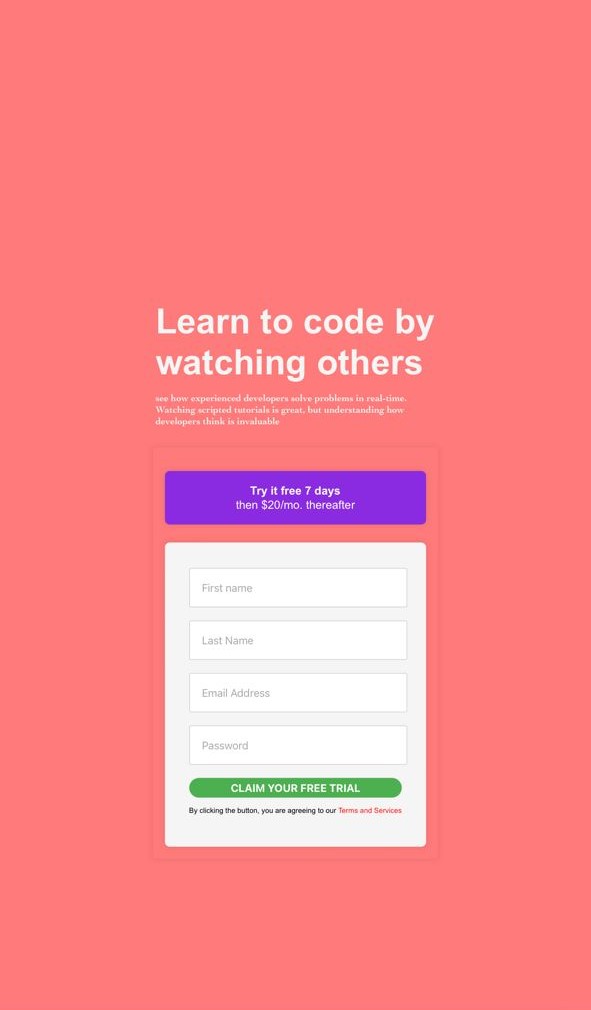 Learn to code by
watching others
see how experienced developers solve problems in real-time.
Watching scripted tutorials is great, but understanding how
developers think is invaluable
Try it free 7 days
then $20/mo. thereafter
First name
Last Name
Email Address
Password
CLAIM YOUR FREE TRIAL
By clicking the button, you are agreeing to our Terms and Services